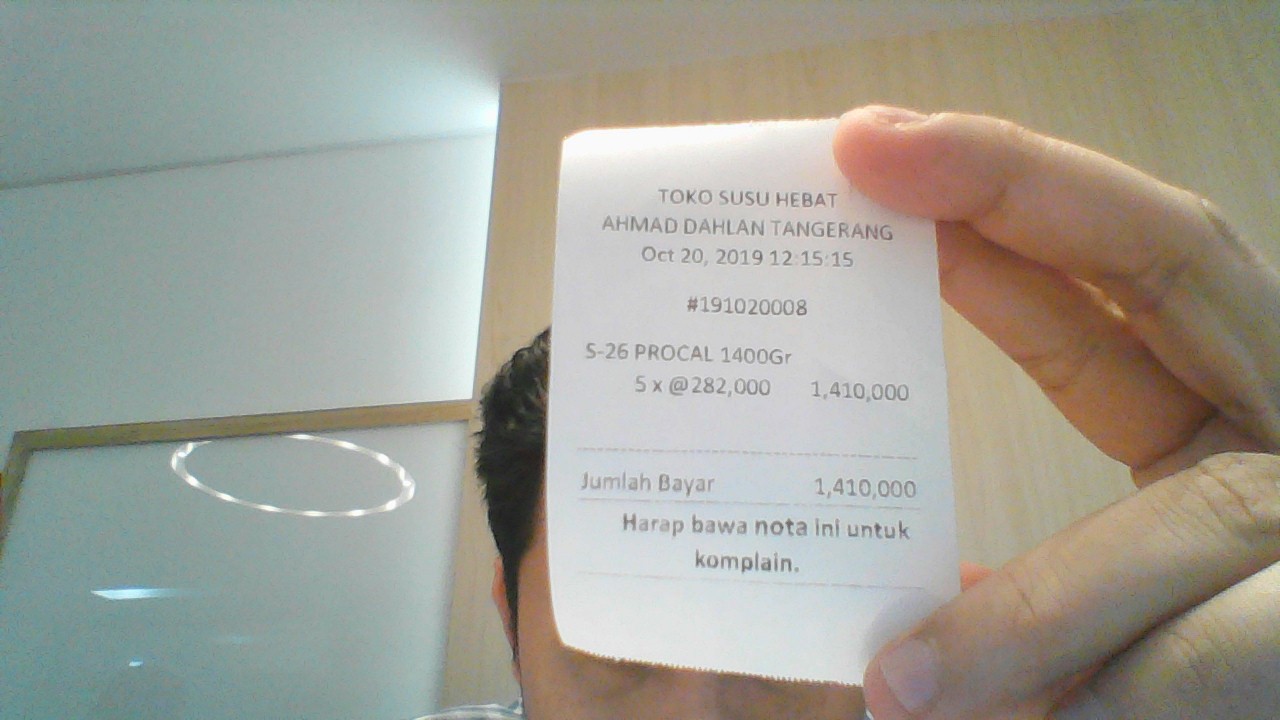 TOKO SUSU HEBAT
AHMAD DAHLAN TANGERANG
Oct 20, 2019 12:15:15
#191020008
S-26 PROCAL 1400Gr
5 x @282,000 1,410,000
Jumlah Bayar 1,410,000
Harap bawa nota ini untuk
komplain.